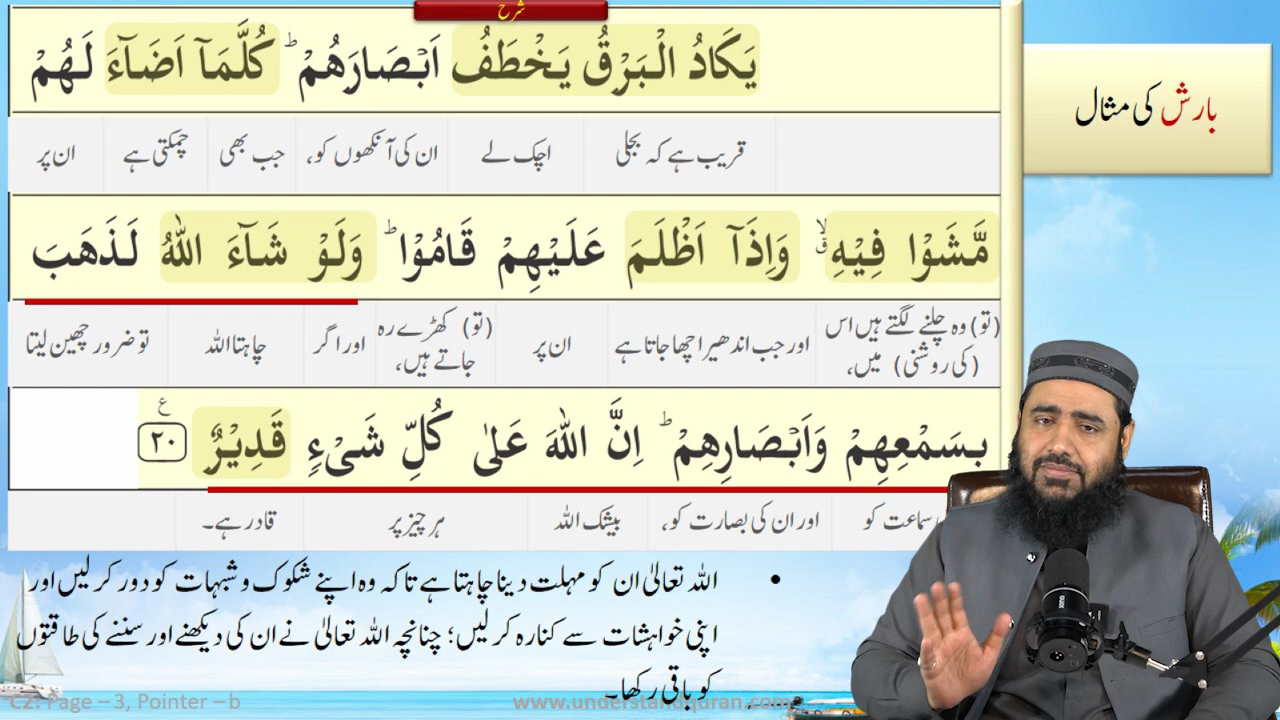 شرح
بارش کی مثال
يَكَادُ الْبَرْقُ يَخْطَفُ اَبْصَارَهُمْ ؕ كُلَّمَاۤ اَضَآءَ لَهُمْ
قریب ہے کہ بجلی اچک لے ان کی آنکھوں کو، جب بھی چمکتی ہے ان پر
مَّشَوْا فِيْهِ ۙۗ وَاِذَاۤ اَظْلَمَ عَلَيْهِمْ قَامُوْا ؕ وَلَوْ شَآءَ اللّٰهُ لَذَهَبَ
(تو) وہ چلنے لگتے ہیں اس (کی روشنی) میں، اور جب اندھیرا چھا جاتا ہے ان پر (تو) کھڑے رہ جاتے ہیں، اور اگر چاہتا اللہ تو ضرور چھین لیتا
بِسَمْعِهِمْ وَاَبْصَارِهِمْ ؕ اِنَّ اللّٰهَ عَلٰى كُلِّ شَىْءٍ قَدِيْرٌ ۲۰ ع
سماعت کو اور ان کی بصارت کو، بیشک اللہ ہر چیز پر قادر ہے۔
• اللہ تعالیٰ ان کو مہلت دینا چاہتا ہے تاکہ وہ اپنے شکوک و شبہات کو دور کر لیں اور
اپنی خواہشات سے کنارہ کر لیں؛ چنانچہ اللہ تعالیٰ نے ان کی دیکھنے اور سننے کی طاقتوں
کو باقی رکھا۔
C2: Page – 3, Pointer – b
www.understandquran.com